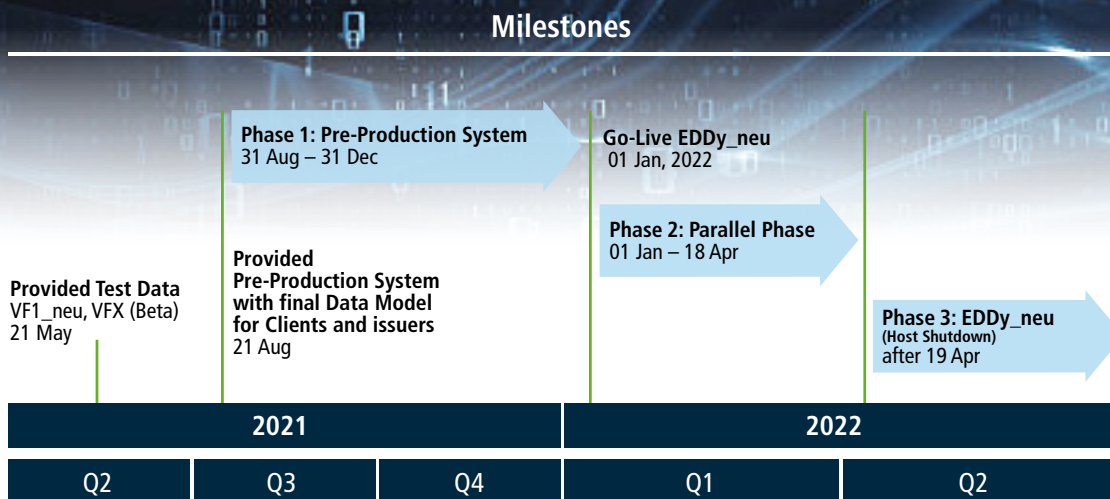 Milestones
Phase 1: Pre-Production System
31 Aug – 31 Dec
Go-Live EDDy_neu
01 Jan, 2022
Phase 2: Parallel Phase
01 Jan – 18 Apr
Provided Test Data
VF1_neu, VFX (Beta)
21 May
Provided
Pre-Production System
with final Data Model
for Clients and issuers
21 Aug
Phase 3: EDDy_neu
(Host Shutdown)
after 19 Apr
2021
2022
Q2
Q3
Q4
Q1
Q2